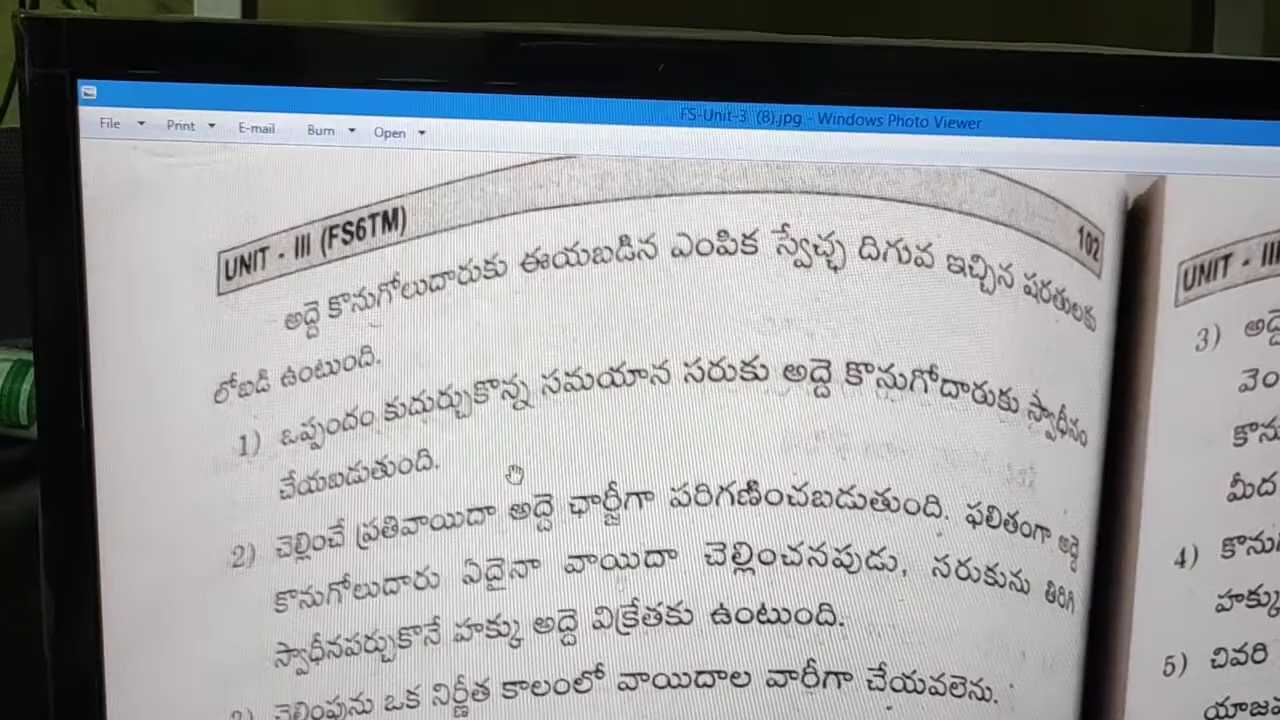 FS-Unit-3 (8).jpg - Windows Photo Viewer
File Print E-mail Burn Open
UNIT - III (FS6TM) 102
అద్దె కొనుగోలుదారుకు ఈయబడిన ఎంపిక స్వేచ్ఛ దిగువ ఇచ్చిన షరతులకు
లోబడి ఉంటుంది.
1) ఒప్పందం కుదుర్చుకొన్న సమయాన సరుకు అద్దె కొనుగోదారుకు స్వాధీనం
చేయబడుతుంది.
2) చెల్లించే ప్రతివాయిదా అద్దె ఛార్జీగా పరిగణించబడుతుంది. ఫలితంగా అద్దె
కొనుగోలుదారు ఏదైనా వాయిదా చెల్లించనపుడు, సరుకును తిరిగి
స్వాధీనపర్చుకొనే హక్కు అద్దె విక్రేతకు ఉంటుంది.
3) చెల్లింపును ఒక నిర్ణీత కాలంలో వాయిదాల వారీగా చేయవలెను.
UNIT - III
3) అద్దె
కొను
మీద
4)
హక్కు
5) చివరి